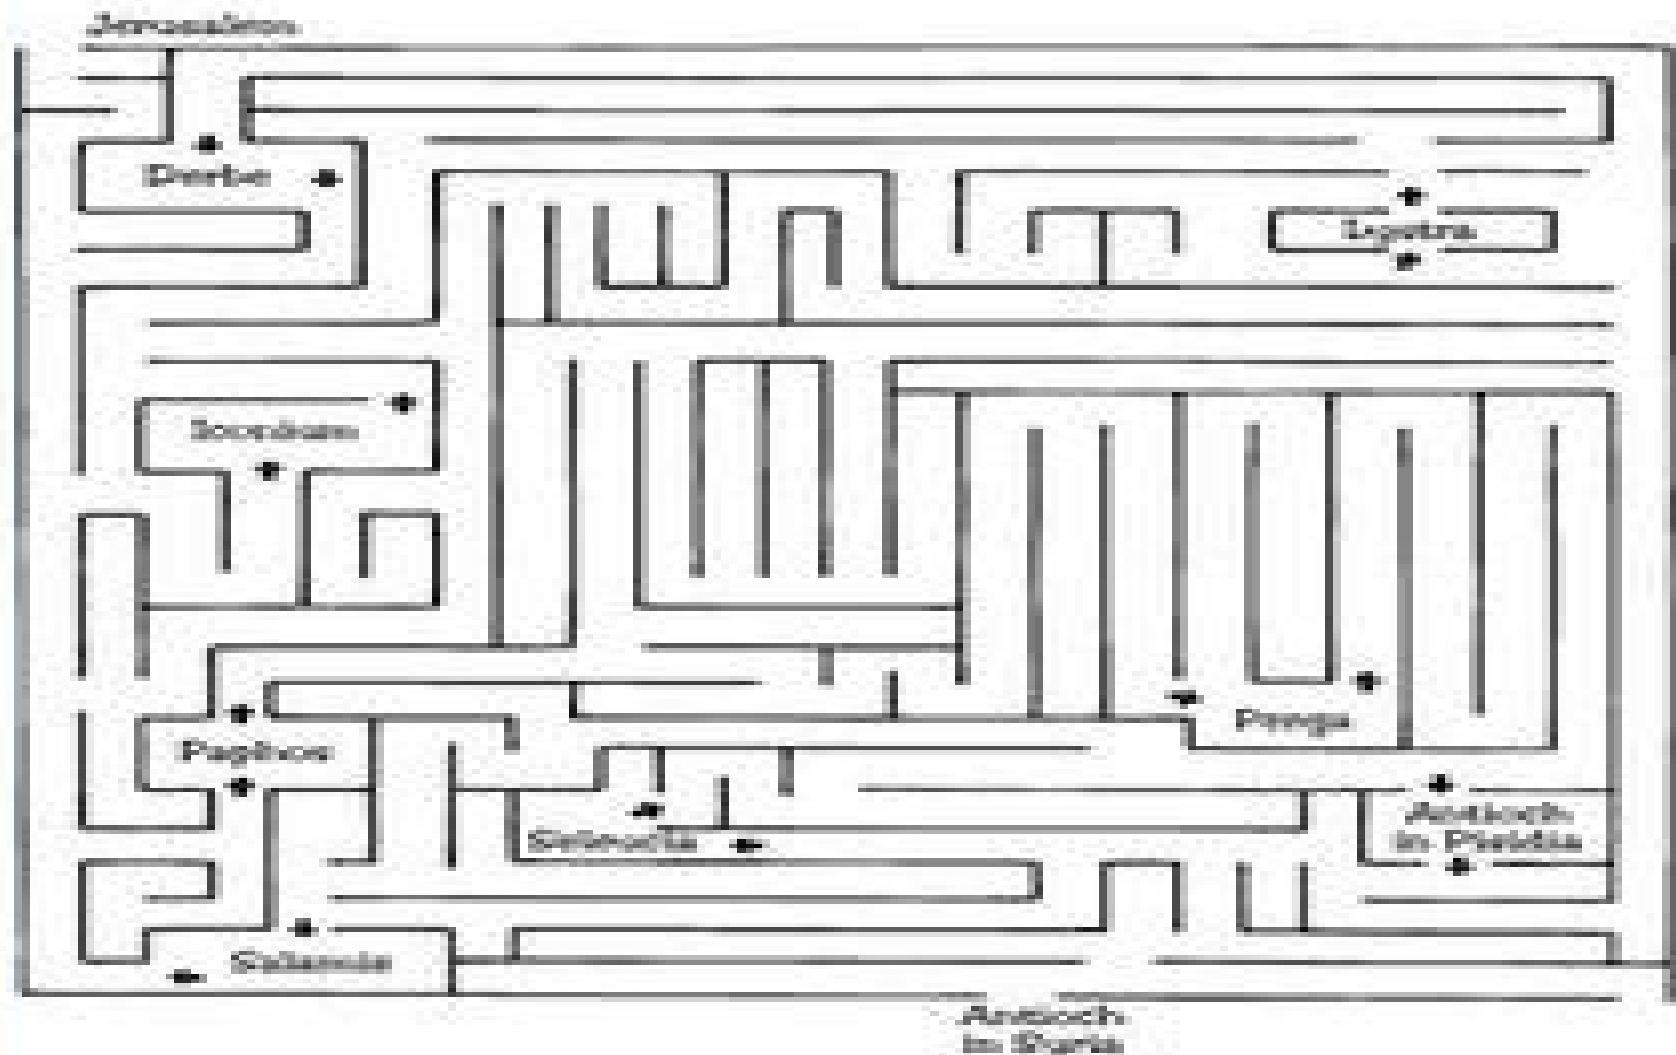 Jerusalem
Derbe
Lystra
Iconium
Perga
Paphos
Antioch
in Pisidia
Seleucia
Salamis
Antioch
in Syria